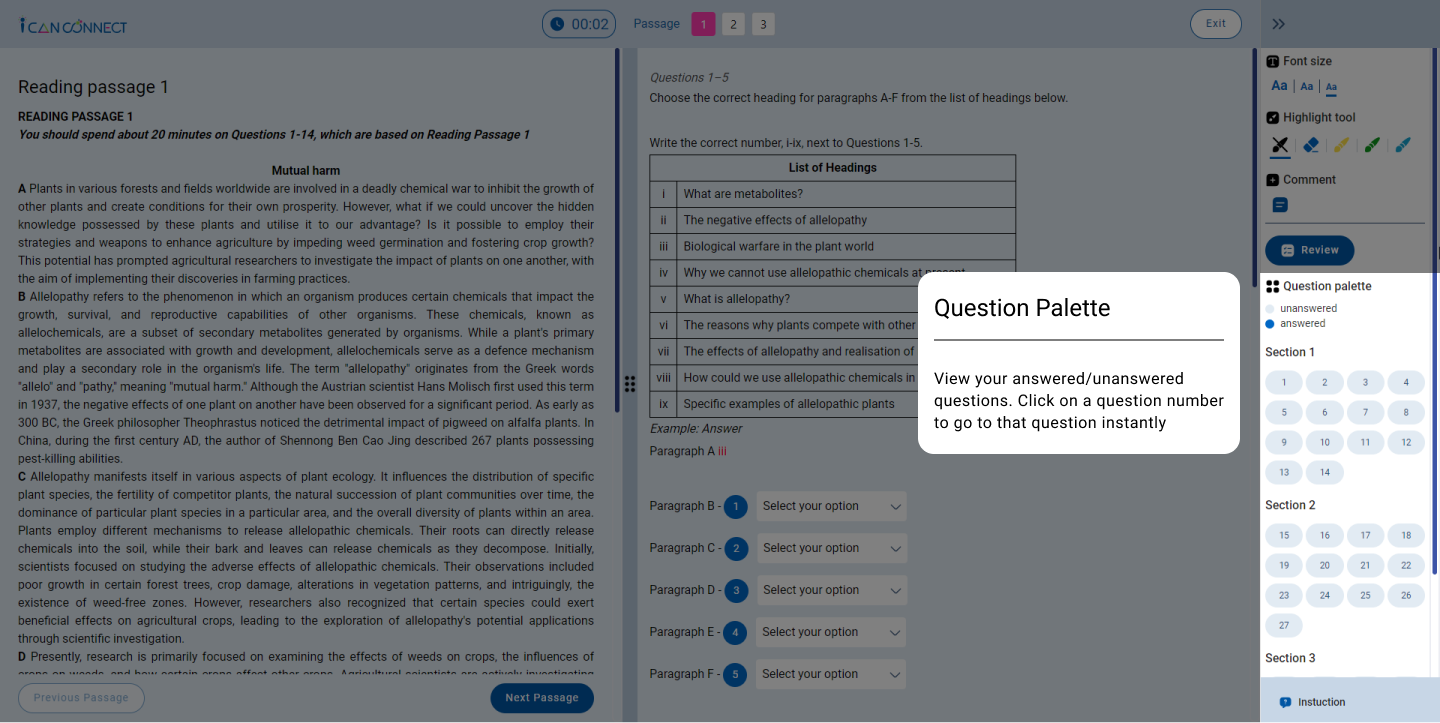 iCAN CONNECT
00:02
Passage
1
2
3
Exit
Reading passage 1
READING PASSAGE 1
You should spend about 20 minutes on Questions 1-14, which are based on Reading Passage 1
Mutual harm
A Plants in various forests and fields worldwide are involved in a deadly chemical war to inhibit the growth of
other plants and create conditions for their own prosperity. However, what if we could uncover the hidden
knowledge possessed by these plants and utilise it to our advantage? Is it possible to employ their
strategies and weapons to enhance agriculture by impeding weed germination and fostering crop growth?
This potential has prompted agricultural researchers to investigate the impact of plants on one another, with
the aim of implementing their discoveries in farming practices.
B Allelopathy refers to the phenomenon in which an organism produces certain chemicals that impact the
growth, survival, and reproductive capabilities of other organisms. These chemicals, known as
allelochemicals, are a subset of secondary metabolites generated by organisms. While a plant's primary
metabolites are associated with growth and development, allelochemicals serve as a defence mechanism
and play a secondary role in the organism's life. The term "allelopathy" originates from the Greek words
"allelo" and "pathy," meaning "mutual harm." Although the Austrian scientist Hans Molisch first used this term
in 1937, the negative effects of one plant on another have been observed for a significant period. As early as
300 BC, the Greek philosopher Theophrastus noticed the detrimental impact of pigweed on alfalfa plants. In
China, during the first century AD, the author of Shennong Ben Cao Jing described 267 plants possessing
pest-killing abilities.
C Allelopathy manifests itself in various aspects of plant ecology. It influences the distribution of specific
plant species, the fertility of competitor plants, the natural succession of plant communities over time, the
dominance of particular plant species in a particular area, and the overall diversity of plants within an area.
Plants employ different mechanisms to release allelopathic chemicals. Their roots can directly release
chemicals into the soil, while their bark and leaves can release chemicals as they decompose. Initially,
scientists focused on studying the adverse effects of allelopathic chemicals. Their observations included
poor growth in certain forest trees, crop damage, alterations in vegetation patterns, and intriguingly, the
existence of weed-free zones. However, researchers also recognized that certain species could exert
beneficial effects on agricultural crops, leading to the exploration of allelopathy's potential applications
through scientific investigation.
D Presently, research is primarily focused on examining the effects of weeds on crops, the influences of
crops on weeds, and how certain crops affect other crops. Agricultural scientists are actively investigating
Previous Passage
Next Passage
Questions 1–5
Choose the correct heading for paragraphs A-F from the list of headings below.
Write the correct number, i-ix, next to Questions 1-5.
List of Headings
i What are metabolites?
ii The negative effects of allelopathy
iii Biological warfare in the plant world
iv Why we cannot use allelopathic chemicals at present
v What is allelopathy?
vi The reasons why plants compete with other
vii The effects of allelopathy and realisation of
viii How could we use allelopathic chemicals in
ix Specific examples of allelopathic plants
Example: Answer
Paragraph A iii
Paragraph B - 1 Select your option
Paragraph C - 2 Select your option
Paragraph D - 3 Select your option
Paragraph E - 4 Select your option
Paragraph F - 5 Select your option
Question Palette
View your answered/unanswered
questions. Click on a question number
to go to that question instantly
Font size
Aa Aa Aa
Highlight tool
Comment
Review
Question palette
unanswered
answered
Section 1
1 2 3 4
5 6 7 8
9 10 11 12
13 14
Section 2
15 16 17 18
19 20 21 22
23 24 25 26
27
Section 3
Instuction